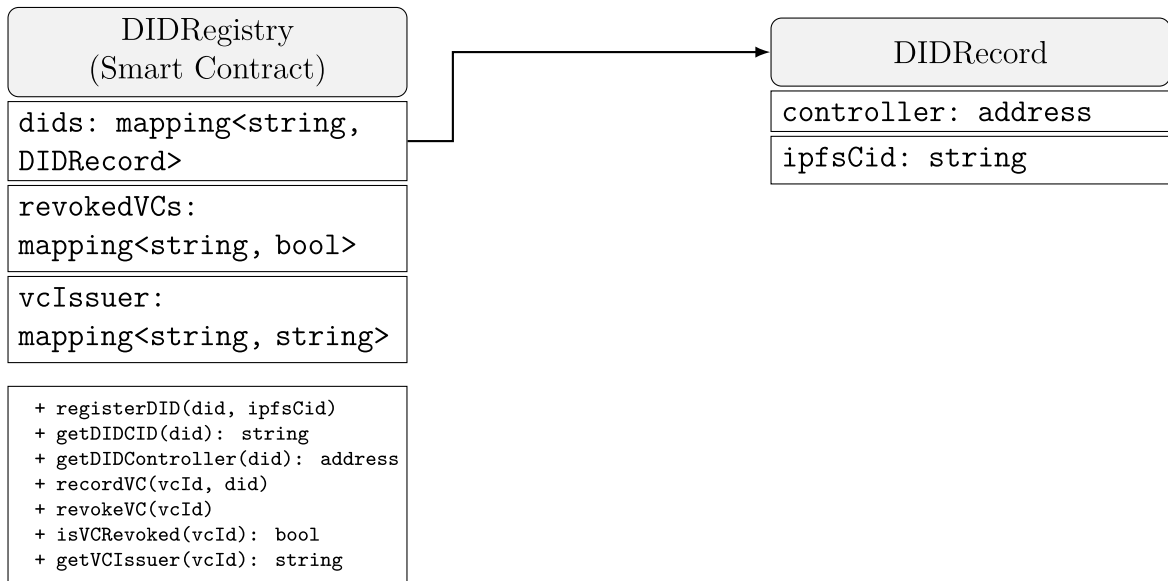 DIDRegistry
(Smart Contract)
dids: mapping<string,
DIDRecord>
revokedVCs:
mapping<string, bool>
vcIssuer:
mapping<string, string>
+ registerDID(did, ipfsCid)
+ getDIDCID(did): string
+ getDIDController(did): address
+ recordVC(vcId, did)
+ revokeVC(vcId)
+ isVCRevoked(vcId): bool
+ getVCIssuer(vcId): string
DIDRecord
controller: address
ipfsCid: string